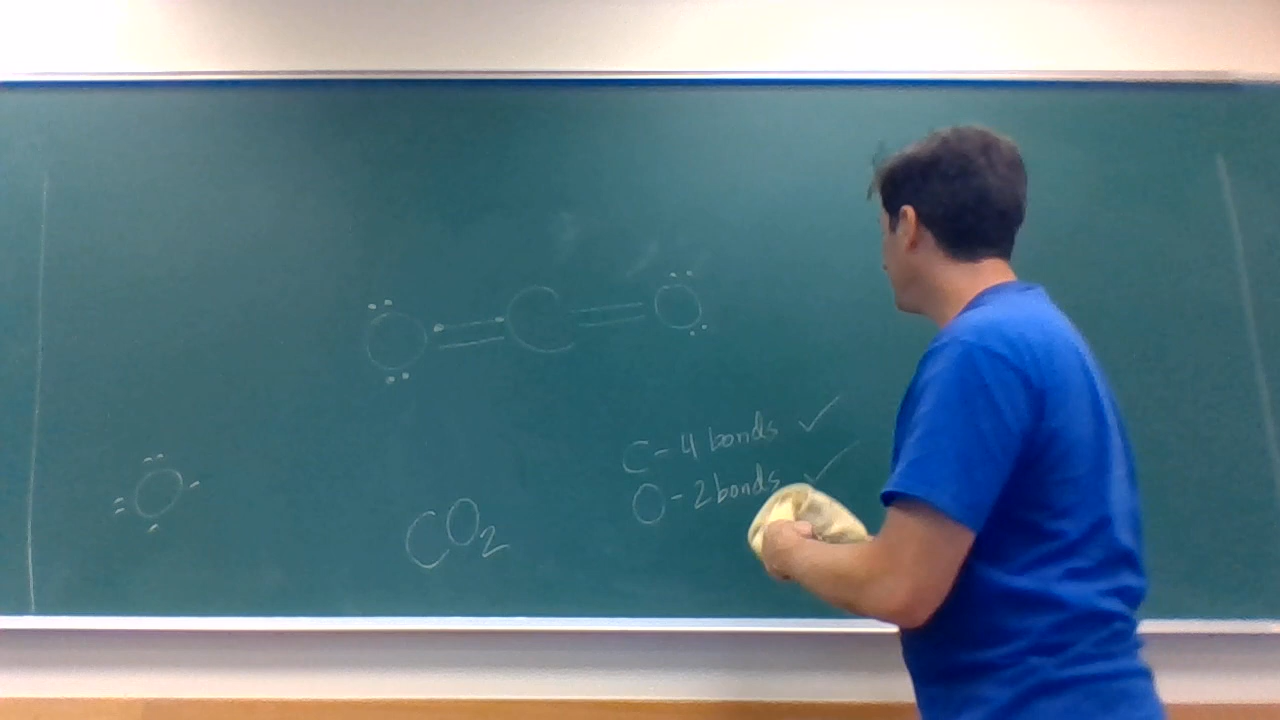 O=C=O
C-4 bonds ✓
O-2 bonds ✓
O
CO₂